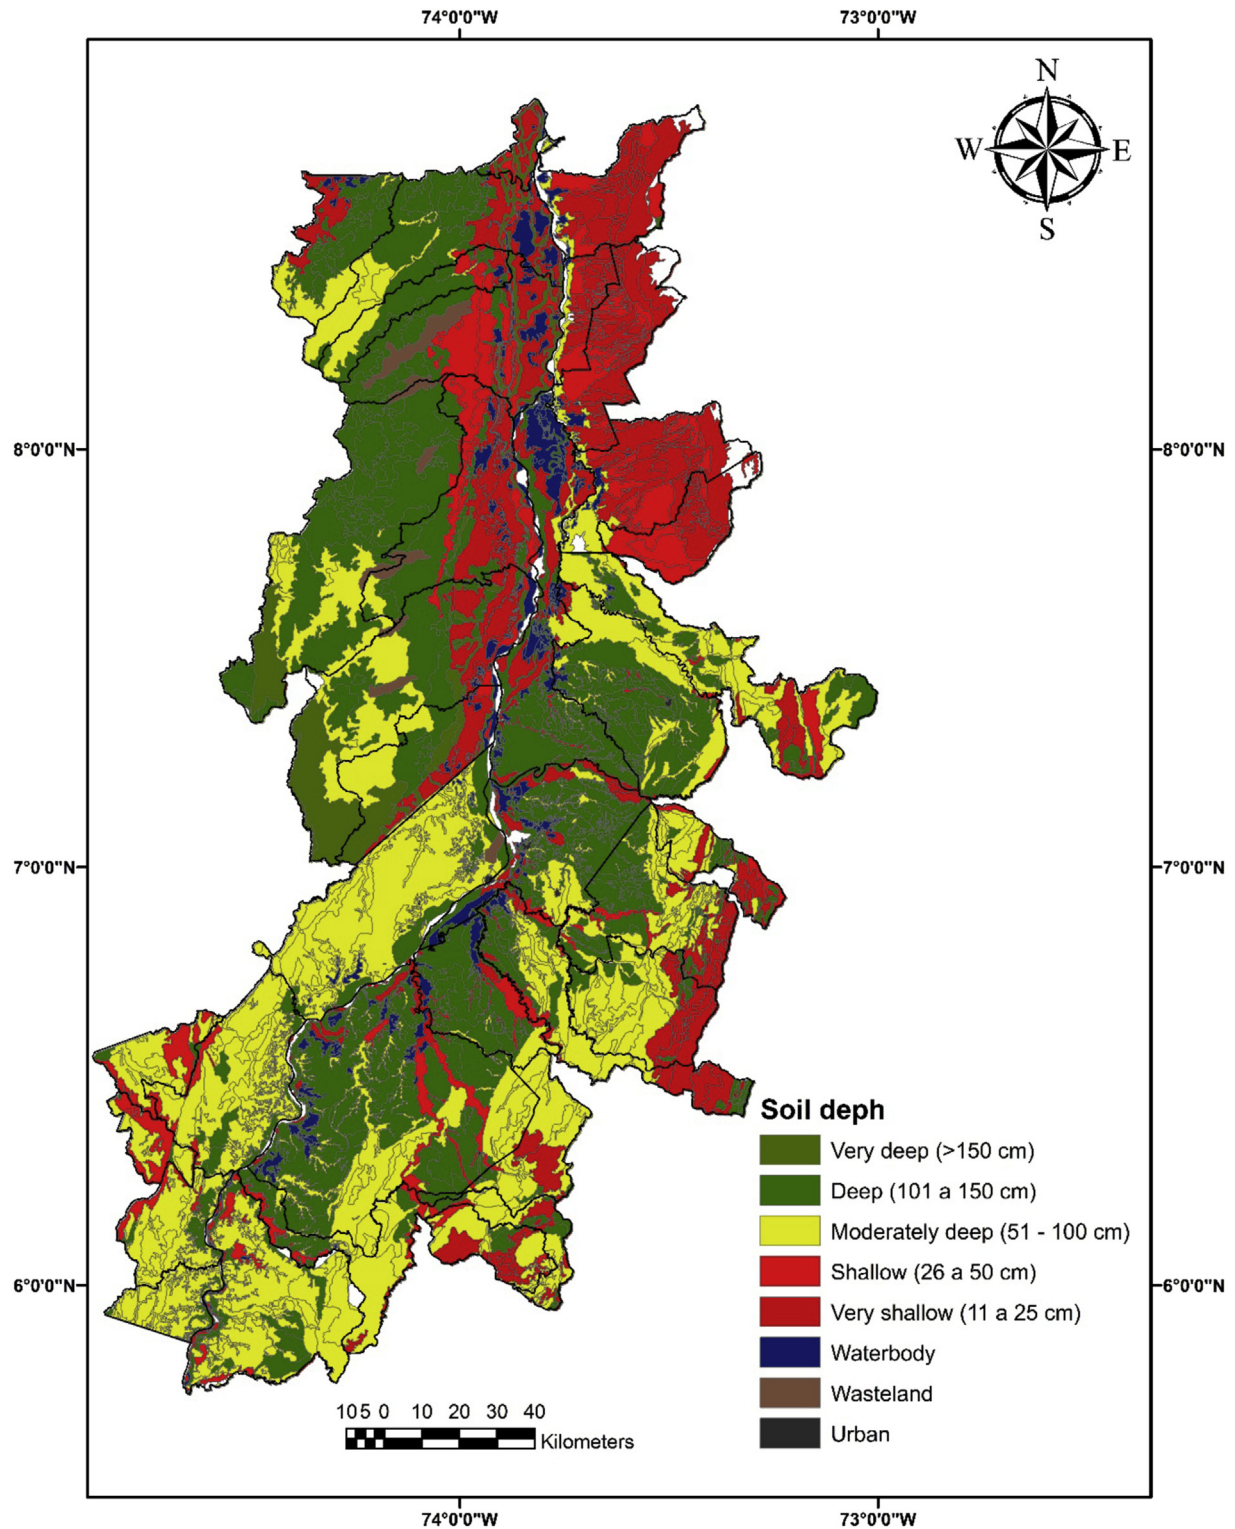 74°0'0"W 73°0'0"W
N
W E
S
8°0'0"N 8°0'0"N
7°0'0"N 7°0'0"N
Soil deph
Very deep (>150 cm)
Deep (101 a 150 cm)
Moderately deep (51 - 100 cm)
Shallow (26 a 50 cm)
6°0'0"N 6°0'0"N
Very shallow (11 a 25 cm)
Waterbody
Wasteland
10 5 0 10 20 30 40
Urban
Kilometers
74°0'0"W 73°0'0"W